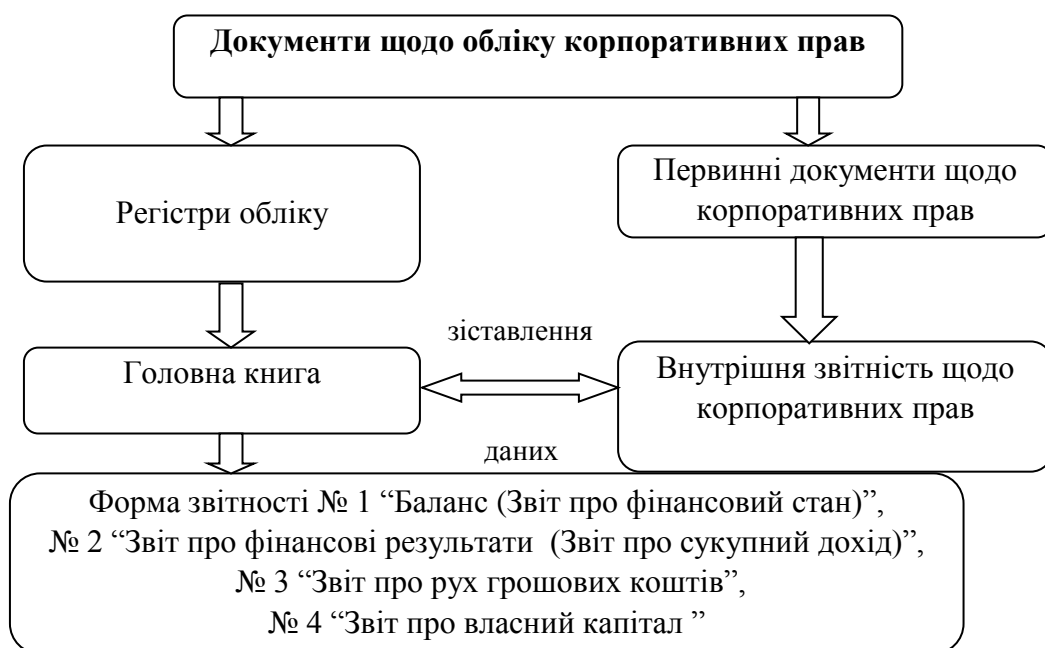 Документи щодо обліку корпоративних прав
Регістри обліку
Первинні документи щодо
корпоративних прав
зіставлення
Головна книга
Внутрішня звітність щодо
корпоративних прав
даних
Форма звітності № 1 “Баланс (Звіт про фінансовий стан)”,
№ 2 “Звіт про фінансові результати (Звіт про сукупний дохід)”,
№ 3 “Звіт про рух грошових коштів”,
№ 4 “Звіт про власний капітал ”